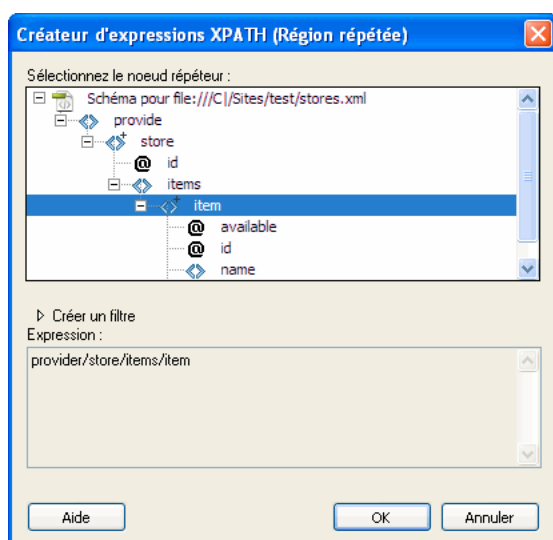 Créateur d'expressions XPATH (Région répétée)
Sélectionnez le noeud répéteur :
Schéma pour file:///C|/Sites/test/stores.xml
provide
store
@ id
items
item
@ available
@ id
name
Créer un filtre
Expression :
provider/store/items/item
Aide OK Annuler